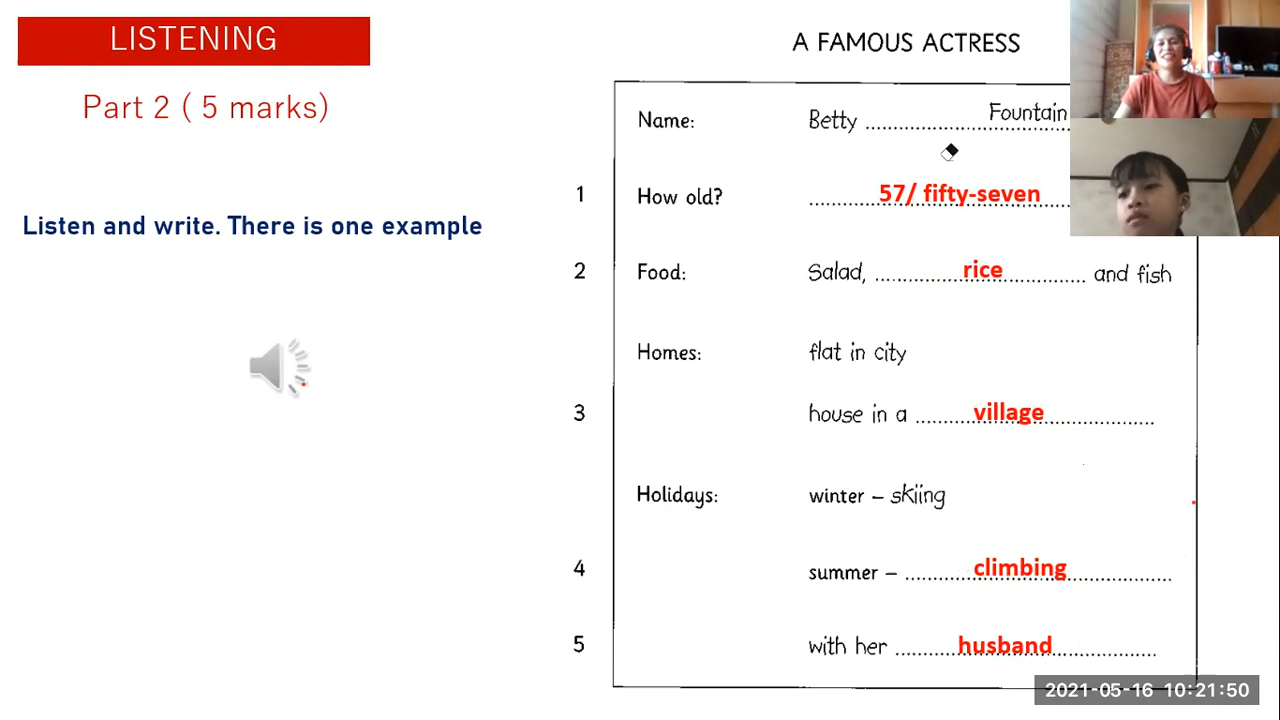 LISTENING
Part 2 ( 5 marks)
Listen and write. There is one example
A FAMOUS ACTRESS
Name: Betty ........................ Fountain
1 How old? 57/ fifty-seven
2 Food: Salad, rice and fish
Homes: flat in city
3 house in a village
Holidays: winter – skiing
4 summer – climbing
5 with her husband
2021-05-16 10:21:50